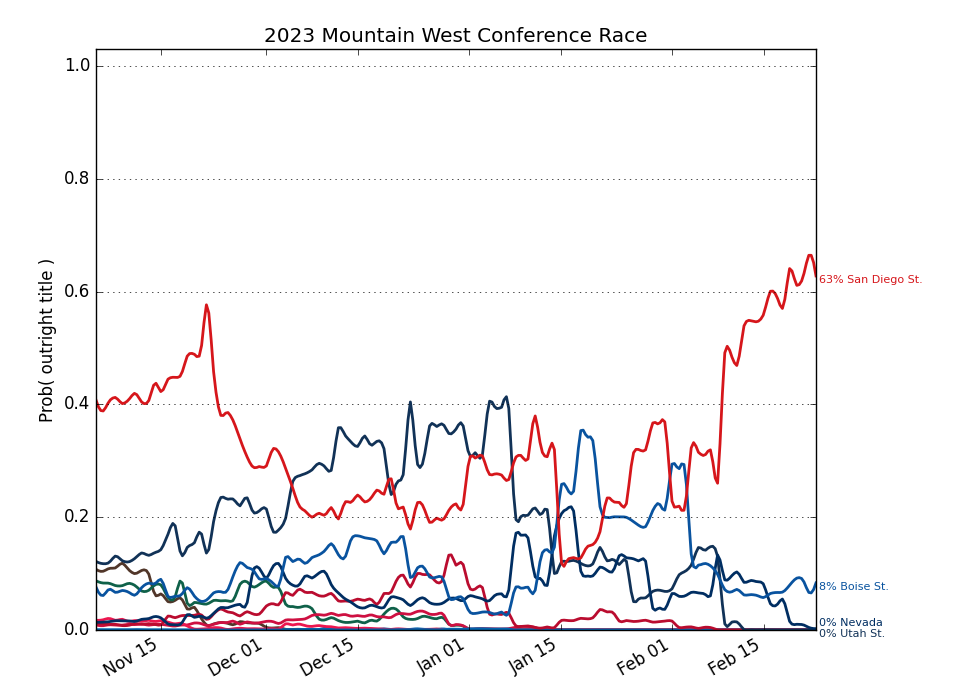 2023 Mountain West Conference Race
Prob( outright title )
1.0
0.8
0.6
0.4
0.2
0.0
63% San Diego St.
8% Boise St.
0% Nevada
0% Utah St.
Nov 15
Dec 01
Dec 15
Jan 01
Jan 15
Feb 01
Feb 15